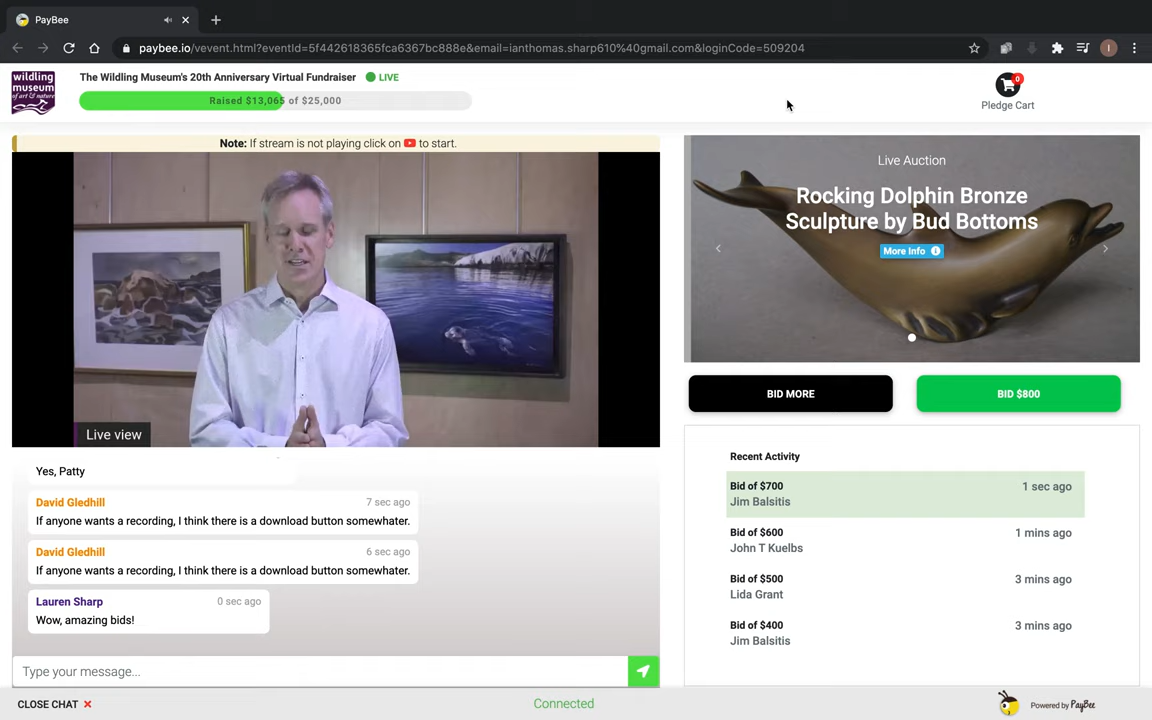 PayBee
paybee.io/vevent.html?eventId=5f442618365fca6367bc888e&email=ianthomas.sharp610%40gmail.com&loginCode=509204
I
wildling
museum
of art & nature
The Wildling Museum's 20th Anniversary Virtual Fundraiser
LIVE
Raised $13,065 of $25,000
0
Pledge Cart
Note: If stream is not playing click on to start.
Live view
Yes, Patty
David Gledhill 7 sec ago
If anyone wants a recording, I think there is a download button somewhater.
David Gledhill 6 sec ago
If anyone wants a recording, I think there is a download button somewhater.
Lauren Sharp 0 sec ago
Wow, amazing bids!
Type your message...
Live Auction
Rocking Dolphin Bronze
Sculpture by Bud Bottoms
More Info
BID MORE BID $800
Recent Activity
Bid of $700 1 sec ago
Jim Balsitis
Bid of $600 1 mins ago
John T Kuelbs
Bid of $500 3 mins ago
Lida Grant
Bid of $400 3 mins ago
Jim Balsitis
CLOSE CHAT
Connected
Powered by PayBee